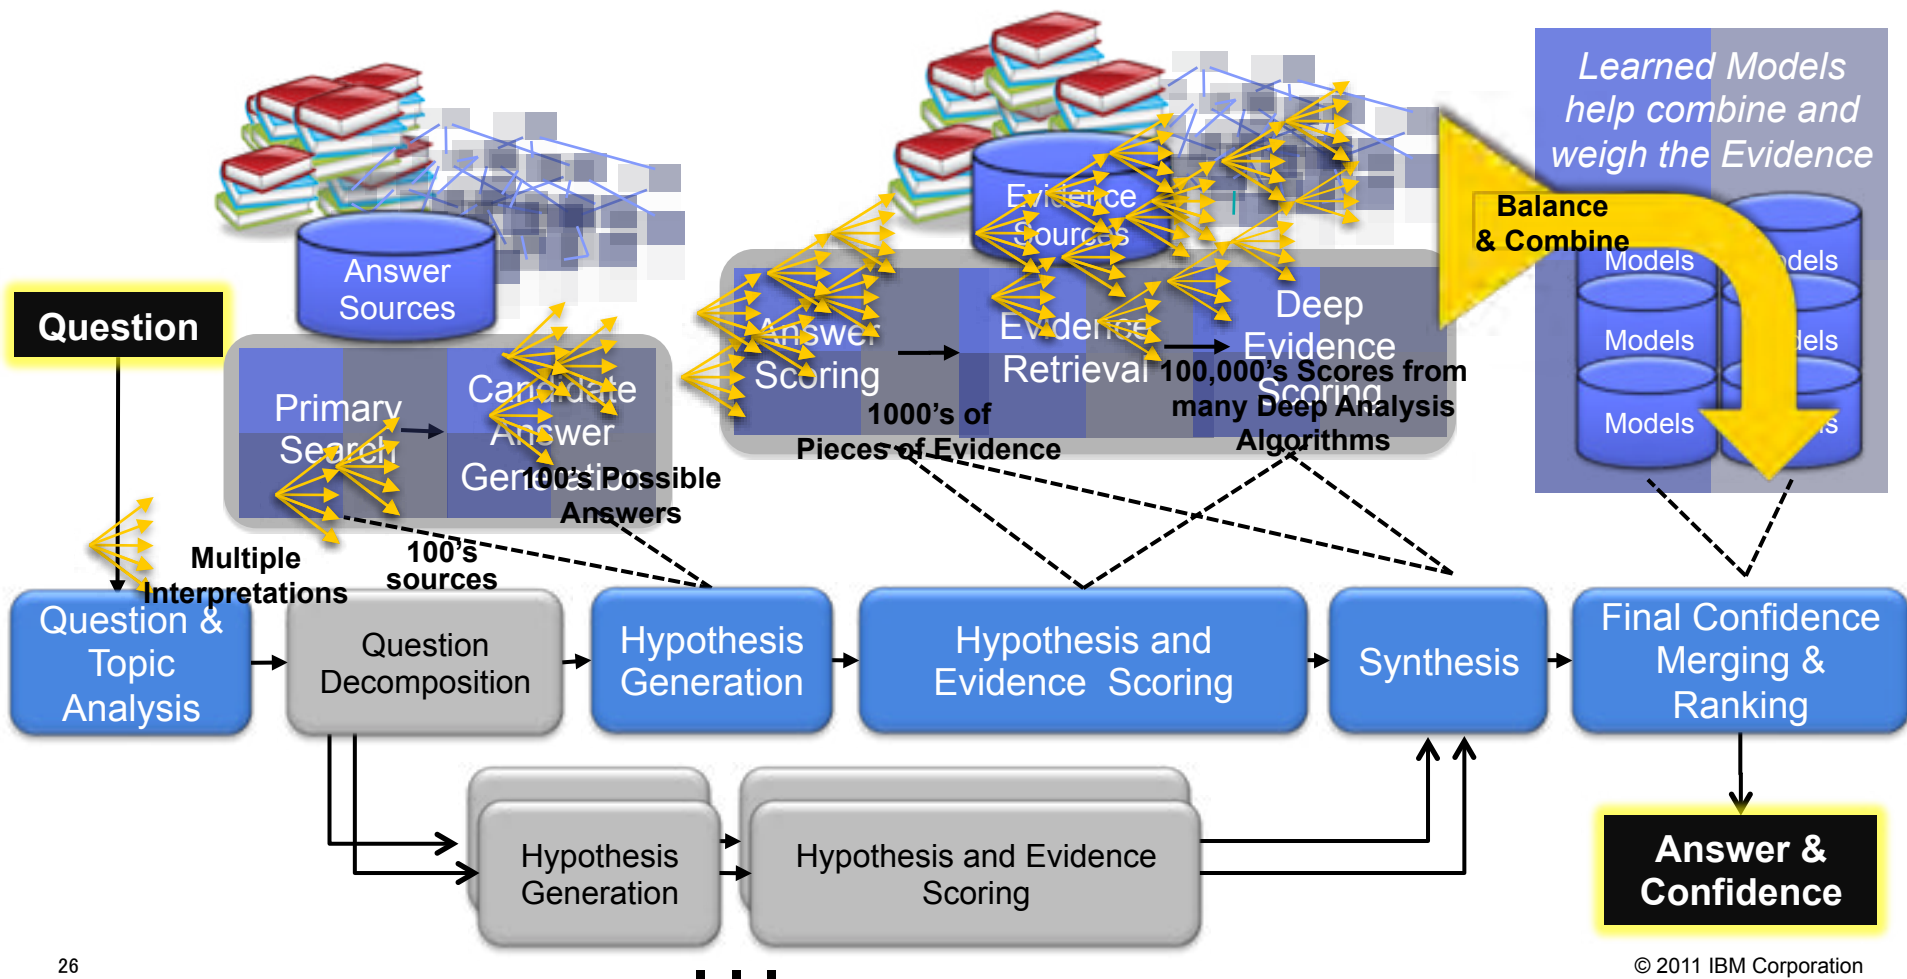 Learned Models
help combine and
weigh the Evidence
Balance
& Combine
Models
Models
Models
Models
Models
Models
Evidence
Sources
Answer
Sources
Question
Primary
Search
Candidate
Answer
Generation
100's Possible
Answers
Answer
Scoring
Evidence
Retrieval
Deep
Evidence
Scoring
1000's of
Pieces of Evidence
100,000's Scores from
many Deep Analysis
Algorithms
Multiple
Interpretations
100's
sources
Question &
Topic
Analysis
Question
Decomposition
Hypothesis
Generation
Hypothesis and
Evidence Scoring
Synthesis
Final Confidence
Merging &
Ranking
Hypothesis
Generation
Hypothesis and Evidence
Scoring
Answer &
Confidence
. . .
26
© 2011 IBM Corporation